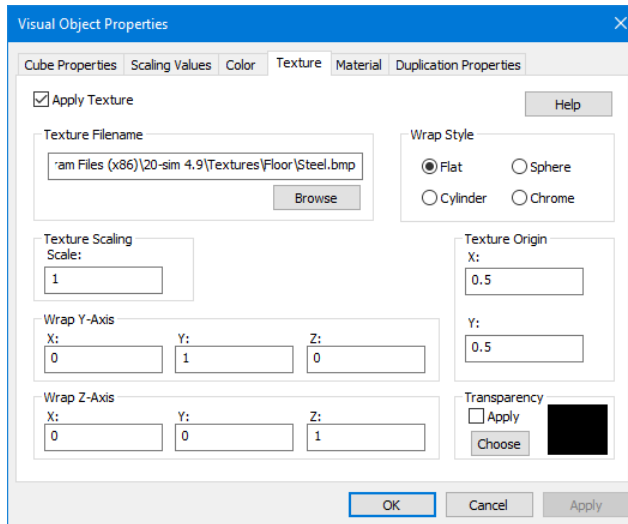 Visual Object Properties
Cube Properties Scaling Values Color Texture Material Duplication Properties
Apply Texture
Help
Texture Filename
ram Files (x86)\20-sim 4.9\Textures\Floor\Steel.bmp
Browse
Wrap Style
Flat Sphere
Cylinder Chrome
Texture Scaling
Scale:
1
Texture Origin
X:
0.5
Y:
0.5
Wrap Y-Axis
X: Y: Z:
0 1 0
Wrap Z-Axis
X: Y: Z:
0 0 1
Transparency
Apply
Choose
OK Cancel Apply